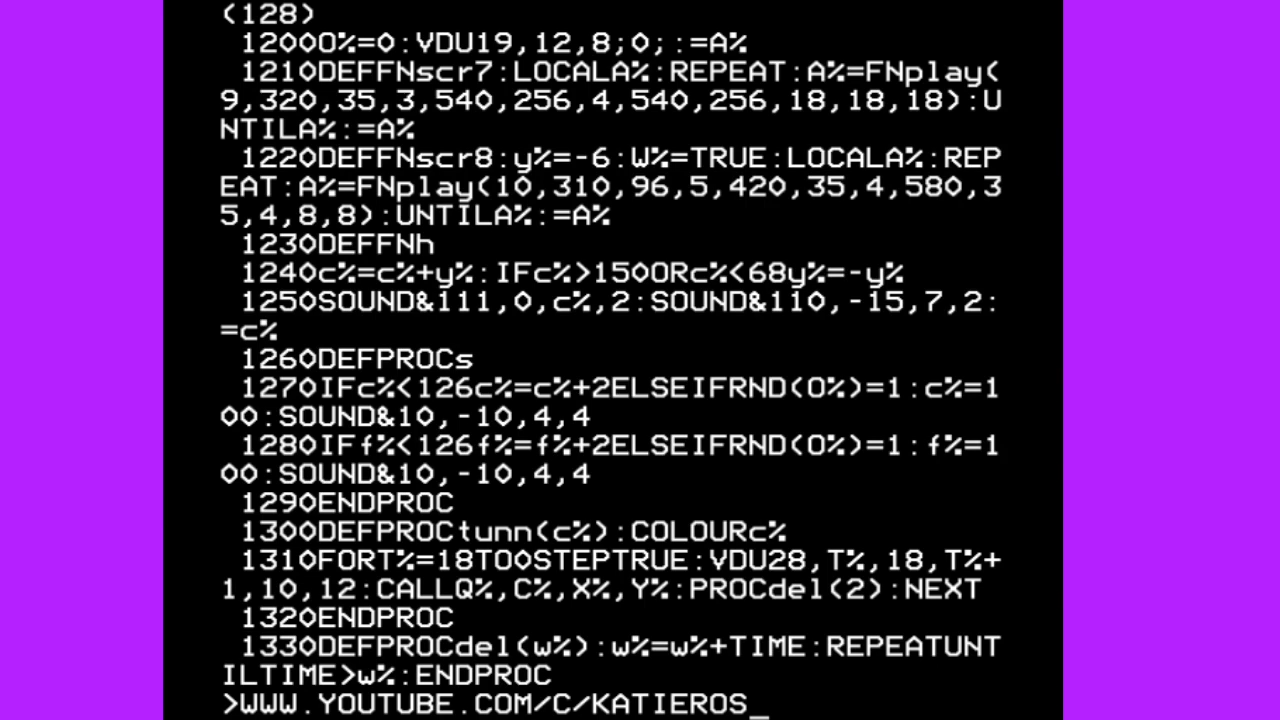 (128)
1200O%=0:VDU19,12,8;0;:=A%
1210DEFFNscr7:LOCALA%:REPEAT:A%=FNplay(
9,320,35,3,540,256,4,540,256,18,18,18):U
NTILA%:=A%
1220DEFFNscr8:y%=-6:W%=TRUE:LOCALA%:REP
EAT:A%=FNplay(10,310,96,5,420,35,4,580,3
5,4,8,8):UNTILA%:=A%
1230DEFFNh
1240c%=c%+y%:IFc%>150ORc%<68y%=-y%
1250SOUND&111,0,c%,2:SOUND&110,-15,7,2:
=c%
1260DEFPROCs
1270IFc%<126c%=c%+2ELSEIFRND(O%)=1:c%=1
00:SOUND&10,-10,4,4
1280IFf%<126f%=f%+2ELSEIFRND(O%)=1:f%=1
00:SOUND&10,-10,4,4
1290ENDPROC
1300DEFPROCtunn(c%):COLOURc%
1310FORT%=18TO0STEPTRUE:VDU28,T%,18,T%+
1,10,12:CALLQ%,C%,X%,Y%:PROCdel(2):NEXT
1320ENDPROC
1330DEFPROCdel(w%):w%=w%+TIME:REPEATUNT
ILTIME>w%:ENDPROC
>WWW.YOUTUBE.COM/C/KATIEROS_